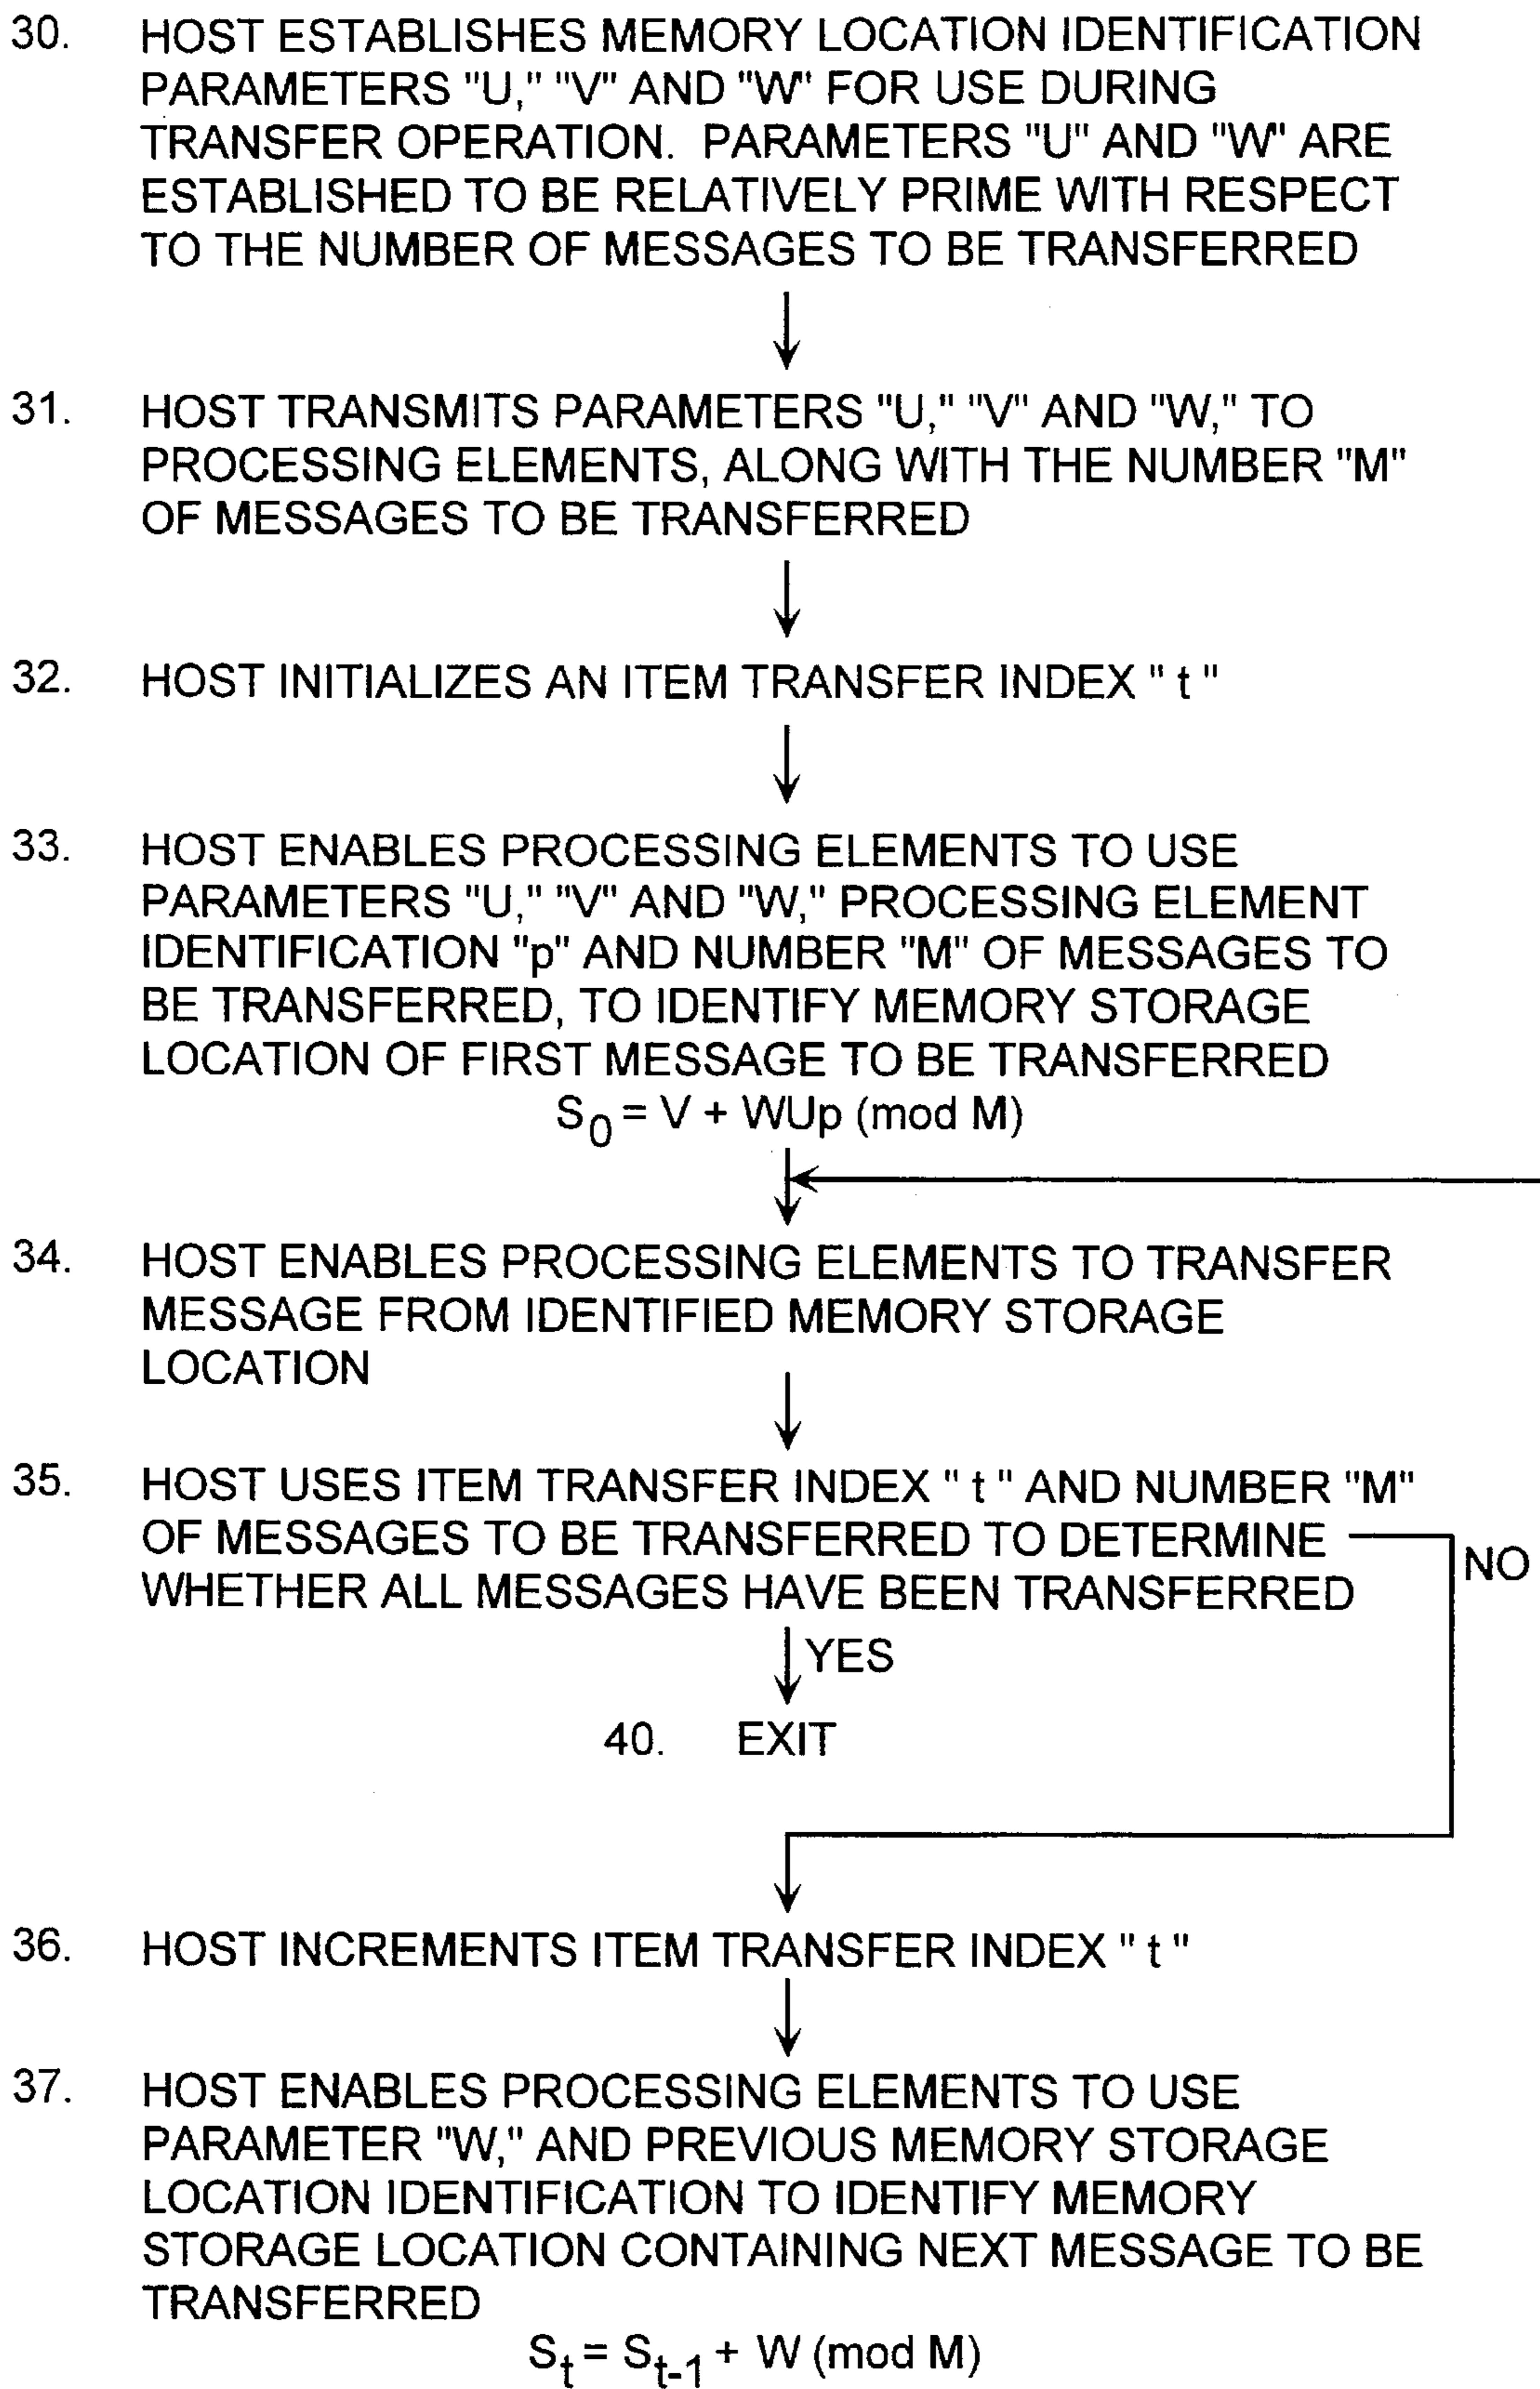 30. HOST ESTABLISHES MEMORY LOCATION IDENTIFICATION
PARAMETERS "U," "V" AND "W" FOR USE DURING
TRANSFER OPERATION. PARAMETERS "U" AND "W" ARE
ESTABLISHED TO BE RELATIVELY PRIME WITH RESPECT
TO THE NUMBER OF MESSAGES TO BE TRANSFERRED
31. HOST TRANSMITS PARAMETERS "U," "V" AND "W," TO
PROCESSING ELEMENTS, ALONG WITH THE NUMBER "M"
OF MESSAGES TO BE TRANSFERRED
32. HOST INITIALIZES AN ITEM TRANSFER INDEX " t "
33. HOST ENABLES PROCESSING ELEMENTS TO USE
PARAMETERS "U," "V" AND "W," PROCESSING ELEMENT
IDENTIFICATION "p" AND NUMBER "M" OF MESSAGES TO
BE TRANSFERRED, TO IDENTIFY MEMORY STORAGE
LOCATION OF FIRST MESSAGE TO BE TRANSFERRED
S0 = V + WUp (mod M)
34. HOST ENABLES PROCESSING ELEMENTS TO TRANSFER
MESSAGE FROM IDENTIFIED MEMORY STORAGE
LOCATION
35. HOST USES ITEM TRANSFER INDEX " t " AND NUMBER "M"
OF MESSAGES TO BE TRANSFERRED TO DETERMINE
NO
WHETHER ALL MESSAGES HAVE BEEN TRANSFERRED
YES
40. EXIT
36. HOST INCREMENTS ITEM TRANSFER INDEX " t "
37. HOST ENABLES PROCESSING ELEMENTS TO USE
PARAMETER "W," AND PREVIOUS MEMORY STORAGE
LOCATION IDENTIFICATION TO IDENTIFY MEMORY
STORAGE LOCATION CONTAINING NEXT MESSAGE TO BE
TRANSFERRED
St = St-1 + W (mod M)